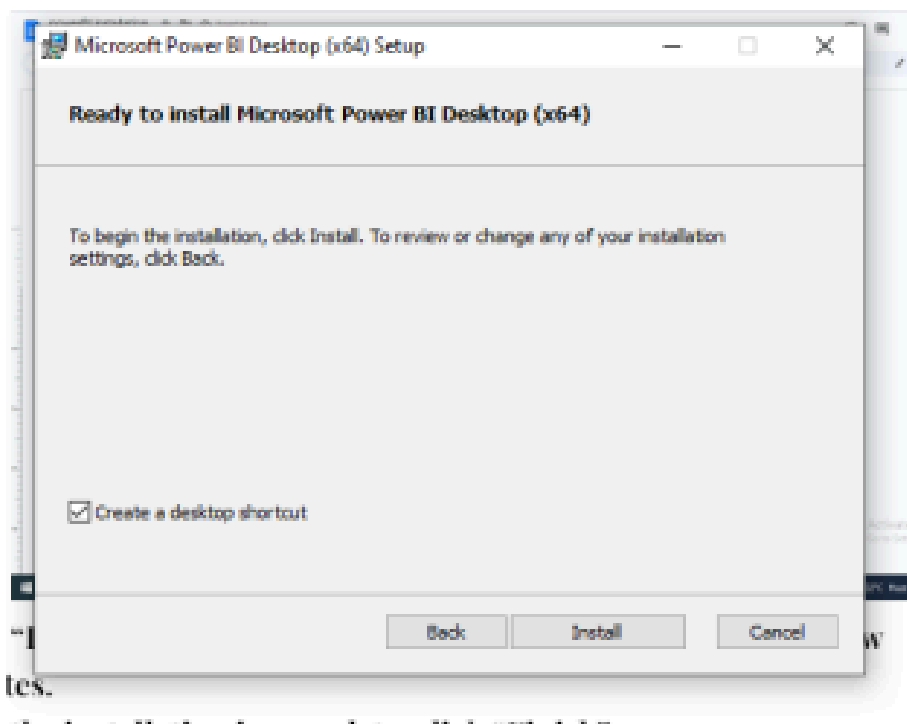 Microsoft Power BI Desktop (x64) Setup
Ready to install Microsoft Power BI Desktop (x64)
To begin the installation, click Install. To review or change any of your installation
settings, click Back.
Create a desktop shortcut
Back
Install
Cancel